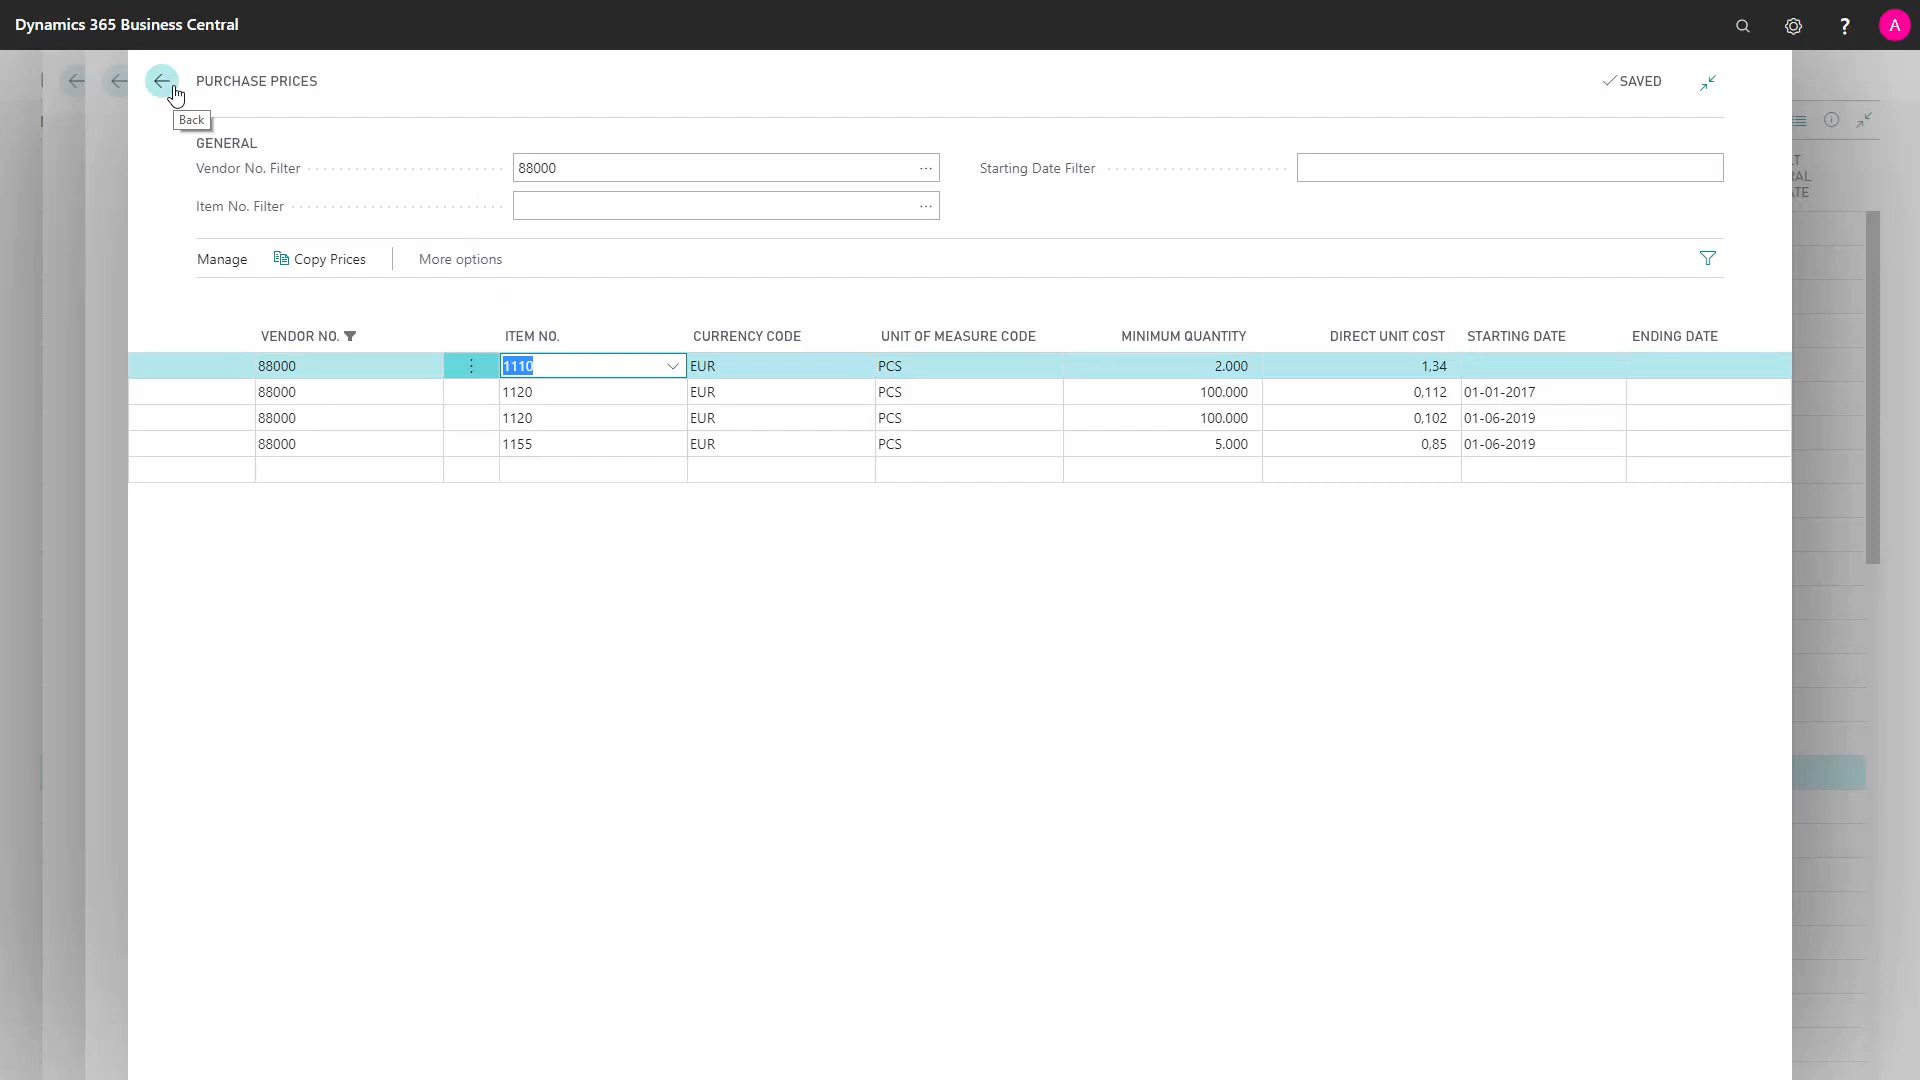 Dynamics 365 Business Central
A
PURCHASE PRICES
SAVED
Back
GENERAL
Vendor No. Filter
88000
Starting Date Filter
Item No. Filter
Manage
Copy Prices
More options
VENDOR NO. ITEM NO. CURRENCY CODE UNIT OF MEASURE CODE MINIMUM QUANTITY DIRECT UNIT COST STARTING DATE ENDING DATE
88000 1110 EUR PCS 2.000 1,34
88000 1120 EUR PCS 100.000 0,112 01-01-2017
88000 1120 EUR PCS 100.000 0,102 01-06-2019
88000 1155 EUR PCS 5.000 0,85 01-06-2019